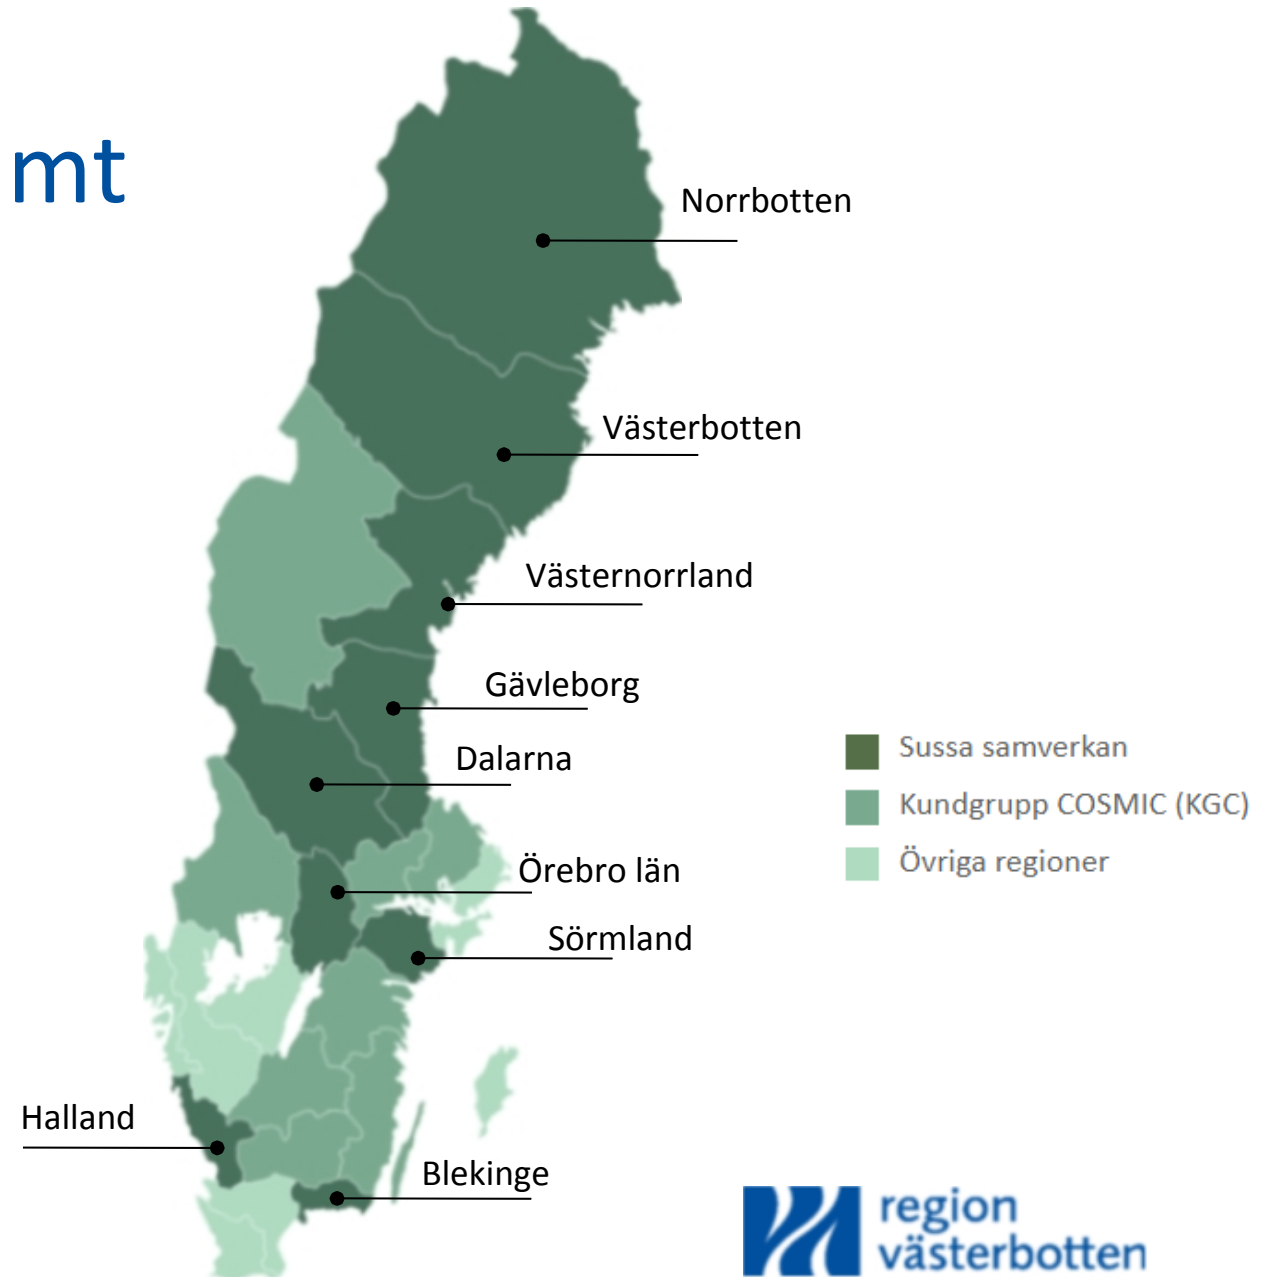 mt
Norrbotten
Västerbotten
Västernorrland
Gävleborg
Dalarna
Örebro län
Sörmland
Halland
Blekinge
Sussa samverkan
Kundgrupp COSMIC (KGC)
Övriga regioner
region
västerbotten